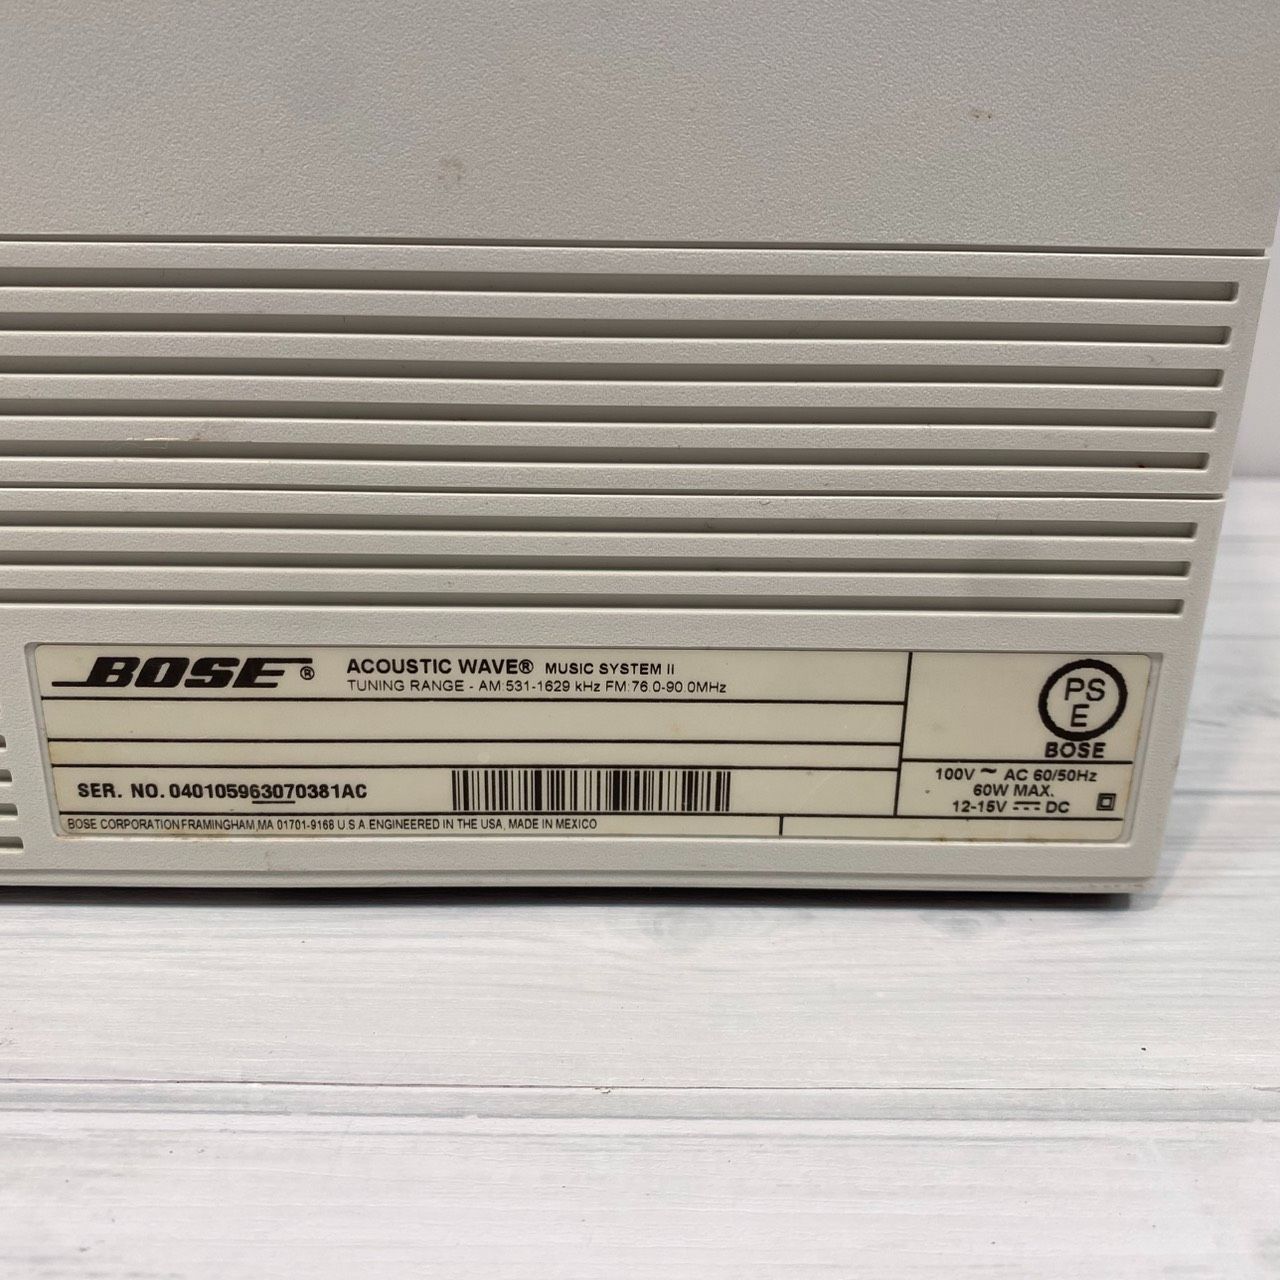 BOSE® ACOUSTIC WAVE® MUSIC SYSTEM II
TUNING RANGE - AM:531-1629 kHz FM:76.0-90.0MHz
PS
E
BOSE
SER. NO. 040105963070381AC
100V ~ AC 60/50Hz
60W MAX.
12-15V ⎓ DC
BOSE CORPORATION FRAMINGHAM,MA 01701-9168 U.S.A ENGINEERED IN THE USA, MADE IN MEXICO